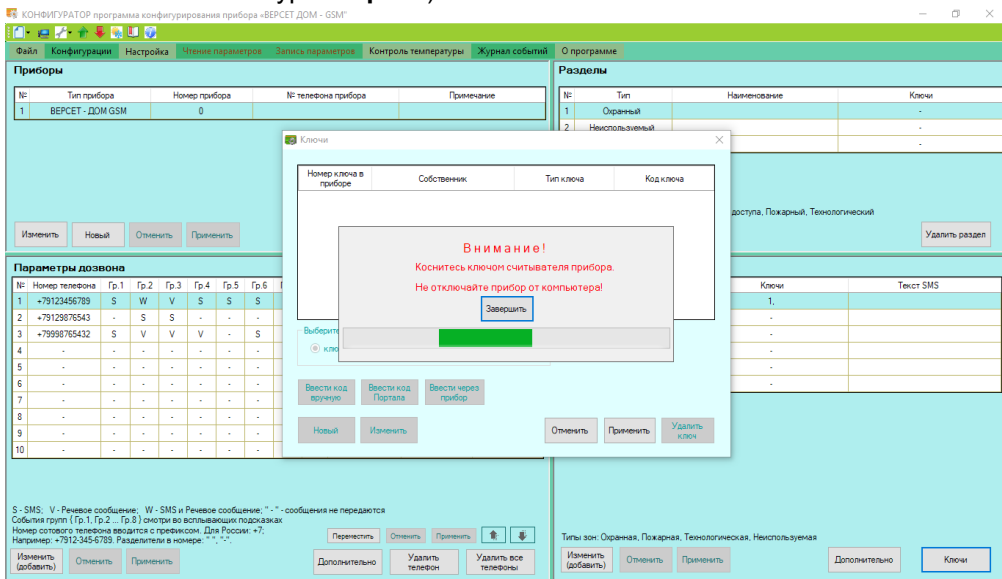 КОНФИГУРАТОР программа конфигурирования прибора «ВЕРСЕТ ДОМ - GSM"
Файл Конфигурации Настройка Чтение параметров Запись параметров Контроль температуры Журнал событий О программе
Приборы
№ Тип прибора Номер прибора № телефона прибора Примечание
1 ВЕРСЕТ - ДОМ GSM 0
Изменить Новый Отменить Применить
Разделы
№ Тип Наименование Ключи
1 Охранный -
2 Неиспользуемый -
-
доступа, Пожарный, Технологический
Удалить раздел
Ключи
Номер ключа в приборе Собственник Тип ключа Код ключа
Внимание!
Коснитесь ключом считывателя прибора.
Не отключайте прибор от компьютера!
Завершить
Выберите
Ввести код вручную Ввести код Портала Ввести через прибор
Новый Изменить Отменить Применить Удалить ключ
Параметры дозвона
№ Номер телефона Гр.1 Гр.2 Гр.3 Гр.4 Гр.5 Гр.6
1 +79123456789 S W V S S S
2 +79129876543 - S S - - -
3 +79998765432 S V V V - S
4 - - - - - - -
5 - - - - - - -
6 - - - - - - -
7 - - - - - - -
8 - - - - - - -
9 - - - - - - -
10 - - - - - - -
S - SMS; V - Речевое сообщение; W - SMS и Речевое сообщение; " - " - сообщения не передаются
События групп ( Гр.1, Гр.2 ... Гр.8 ) смотри во всплывающих подсказках
Номер сотового телефона вводится с префиксом. Для России: +7;
Например: +7912-345-6789. Разделители в номере: " ", "-".
Переместить Отменить Применить
Изменить (добавить) Отменить Применить Дополнительно Удалить телефон Удалить все телефоны
Ключи Текст SMS
1,
-
-
-
-
-
Типы зон: Охранная, Пожарная, Технологическая, Неиспользуемая
Изменить (добавить) Отменить Применить Дополнительно Ключи